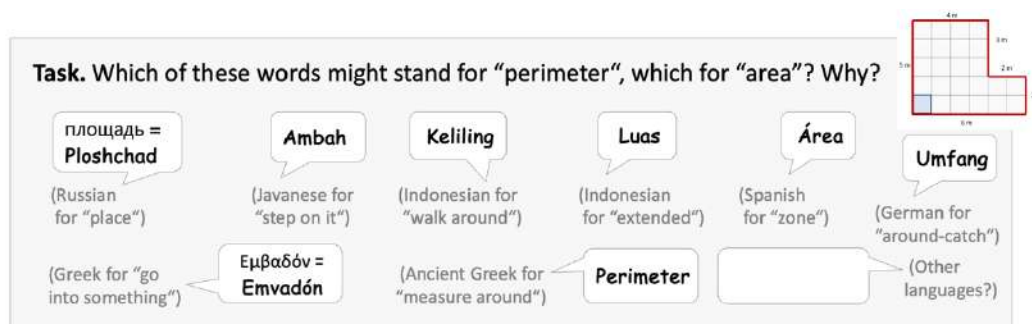 4 m
3 m
Task. Which of these words might stand for “perimeter“, which for “area”? Why?
5 m
2 m
6 m
площадь =
Ploshchad
Ambah
Keliling
Luas
Área
Umfang
(Russian
for “place“)
(Javanese for
“step on it“)
(Indonesian for
“walk around“)
(Indonesian
for “extended“)
(Spanish
for “zone”)
(German for
“around-catch“)
(Greek for “go
into something“)
Εμβαδόν =
Emvadón
(Ancient Greek for
“measure around“)
Perimeter
(Other
languages?)